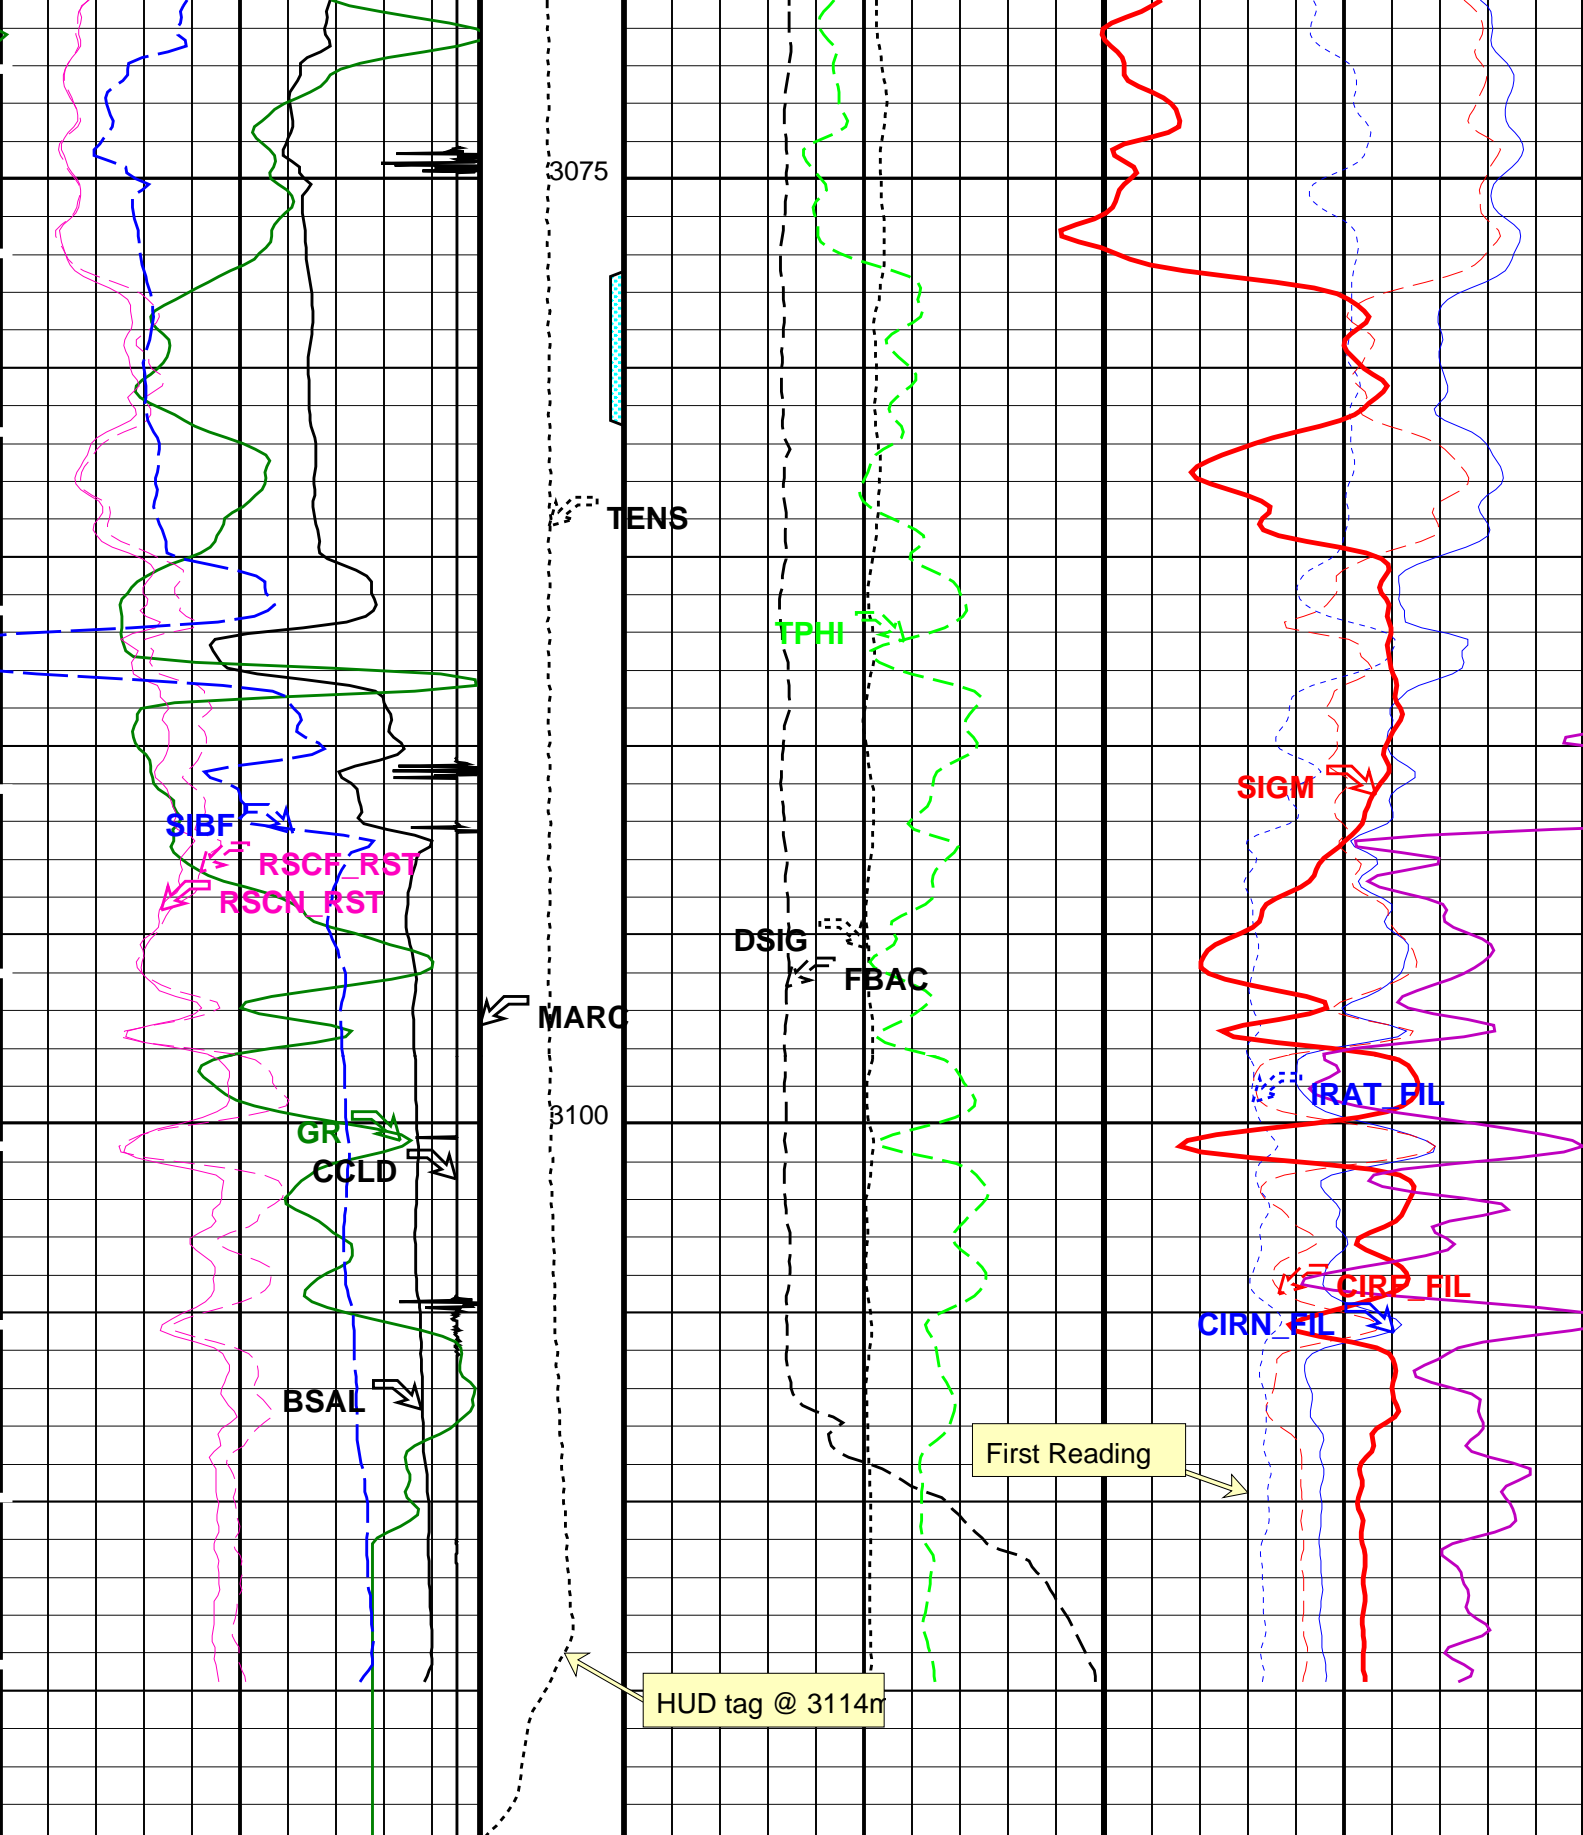 3075
TENS
TPHI
SIGM
SIBF
RSCF_RST
RSCN_RST
DSIG
FBAC
MARC
IRAT_FIL
3100
GR
CCLD
CIRF_FIL
CIRN_FIL
BSAL
First Reading
HUD tag @ 3114m